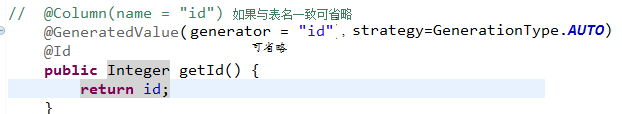 //  @Column(name = "id") 如果与表名一致可省略
@GeneratedValue(generator = "id", strategy=GenerationType.AUTO)
@Id 可省略
public Integer getId() {
return id;
}